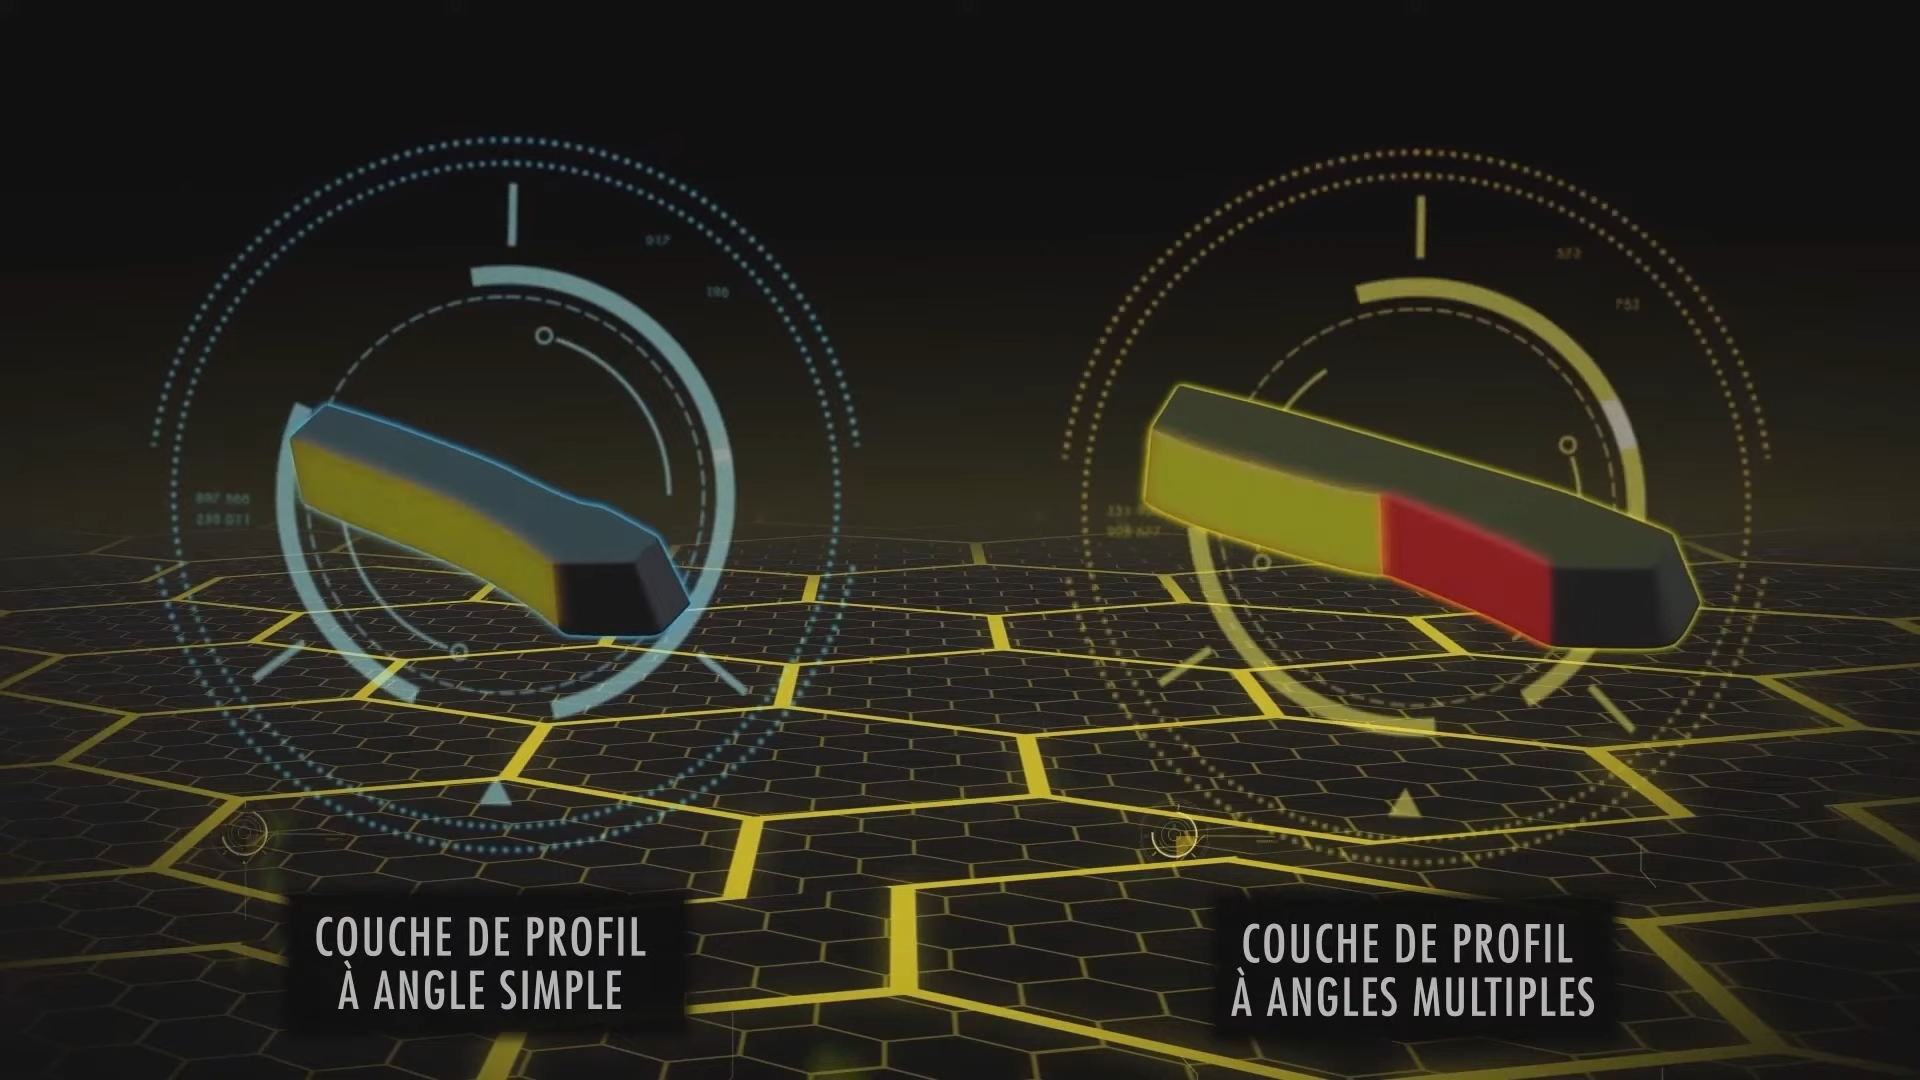 COUCHE DE PROFIL
À ANGLE SIMPLE
COUCHE DE PROFIL
À ANGLES MULTIPLES